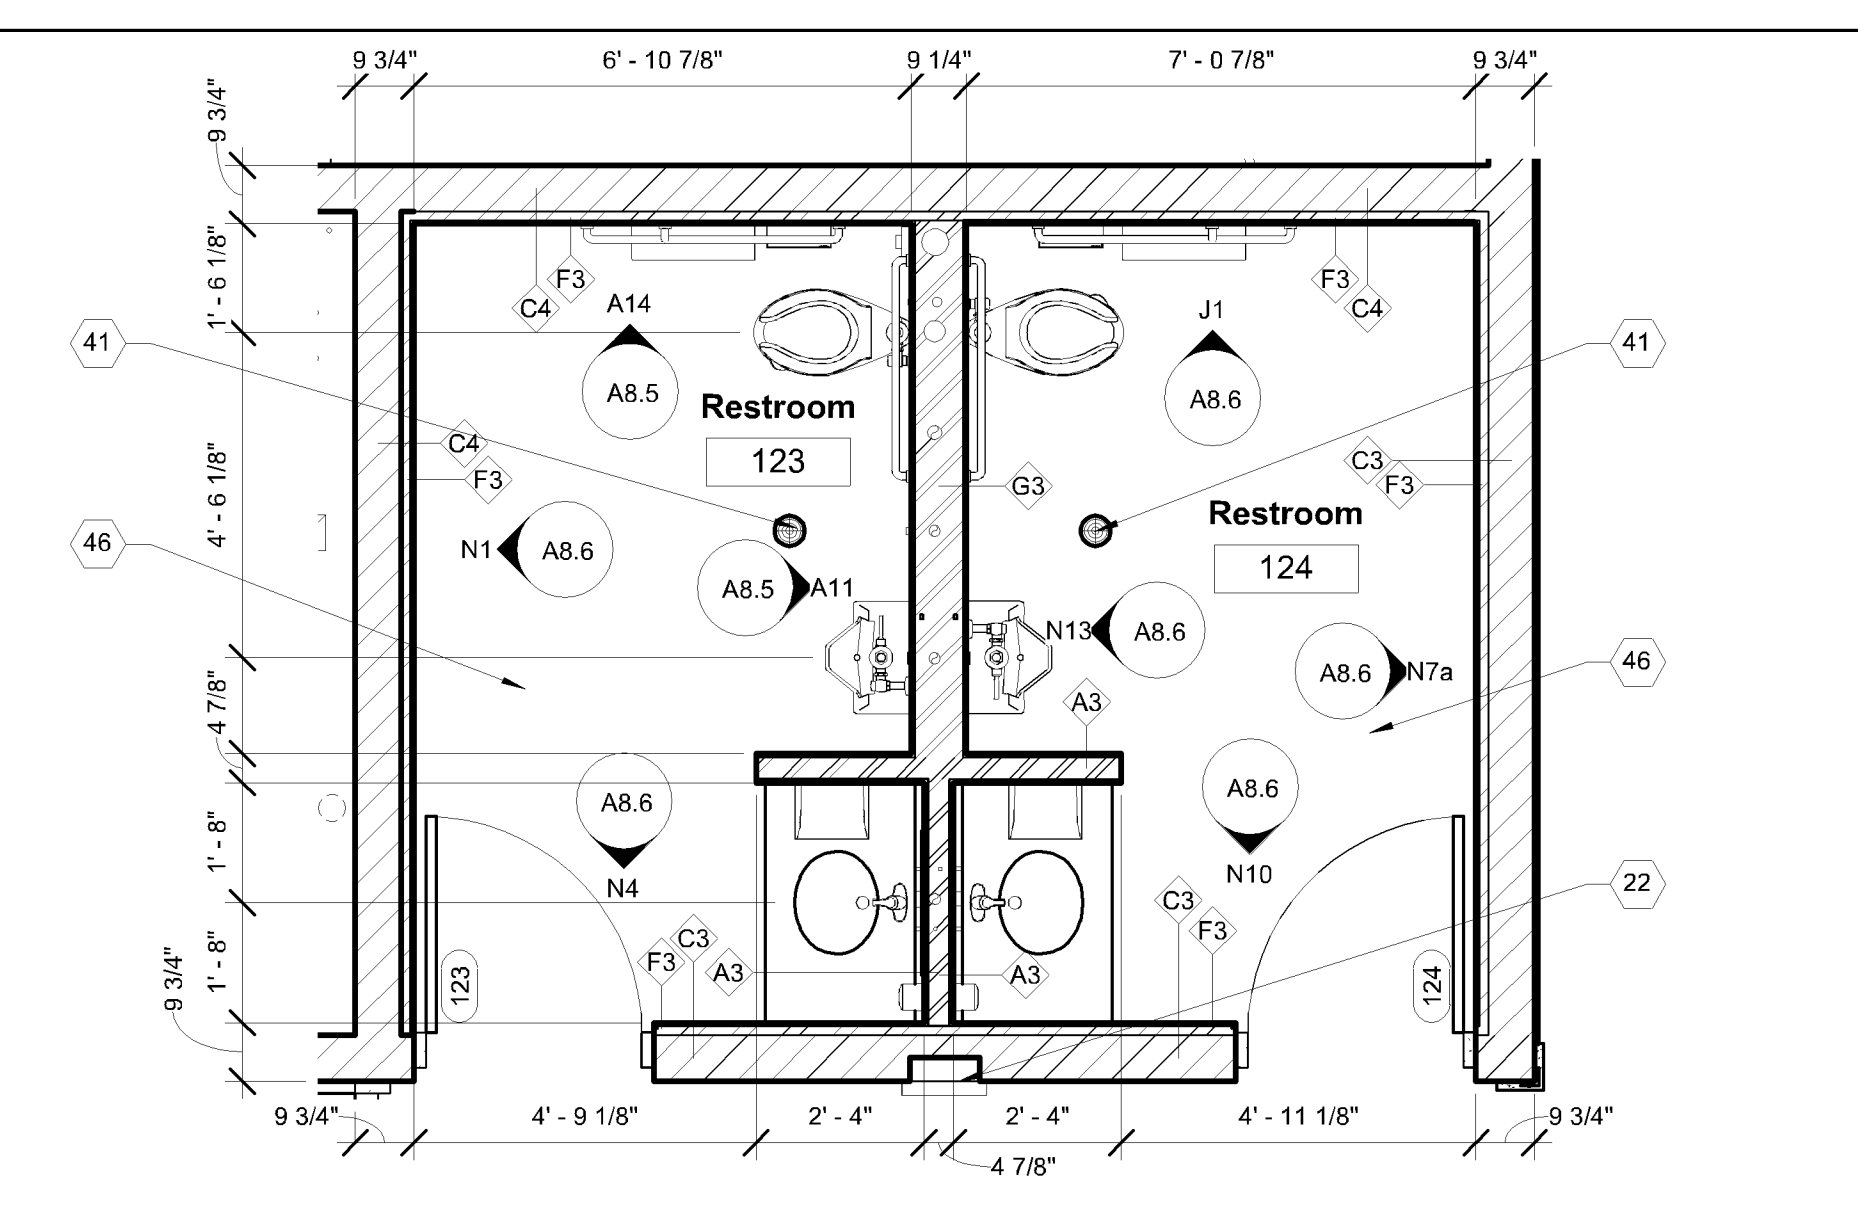 9 3/4" 6' - 10 7/8" 9 1/4" 7' - 0 7/8" 9 3/4"
9 3/4"
1' - 6 1/8"
4' - 6 1/8"
4 7/8"
1' - 8"
1' - 8"
9 3/4"
F3
C4
F3
C4
A14
A8.5
J1
A8.6
41
41
Restroom
123
C4
F3
G3
C3
F3
Restroom
124
46
N1
A8.6
A8.5
A11
N13
A8.6
A8.6
N7a
46
A3
A8.6
N4
A8.6
N10
22
C3
F3
A3
A3
C3
F3
123
124
9 3/4" 4' - 9 1/8" 2' - 4" 2' - 4" 4' - 11 1/8" 9 3/4"
4 7/8"